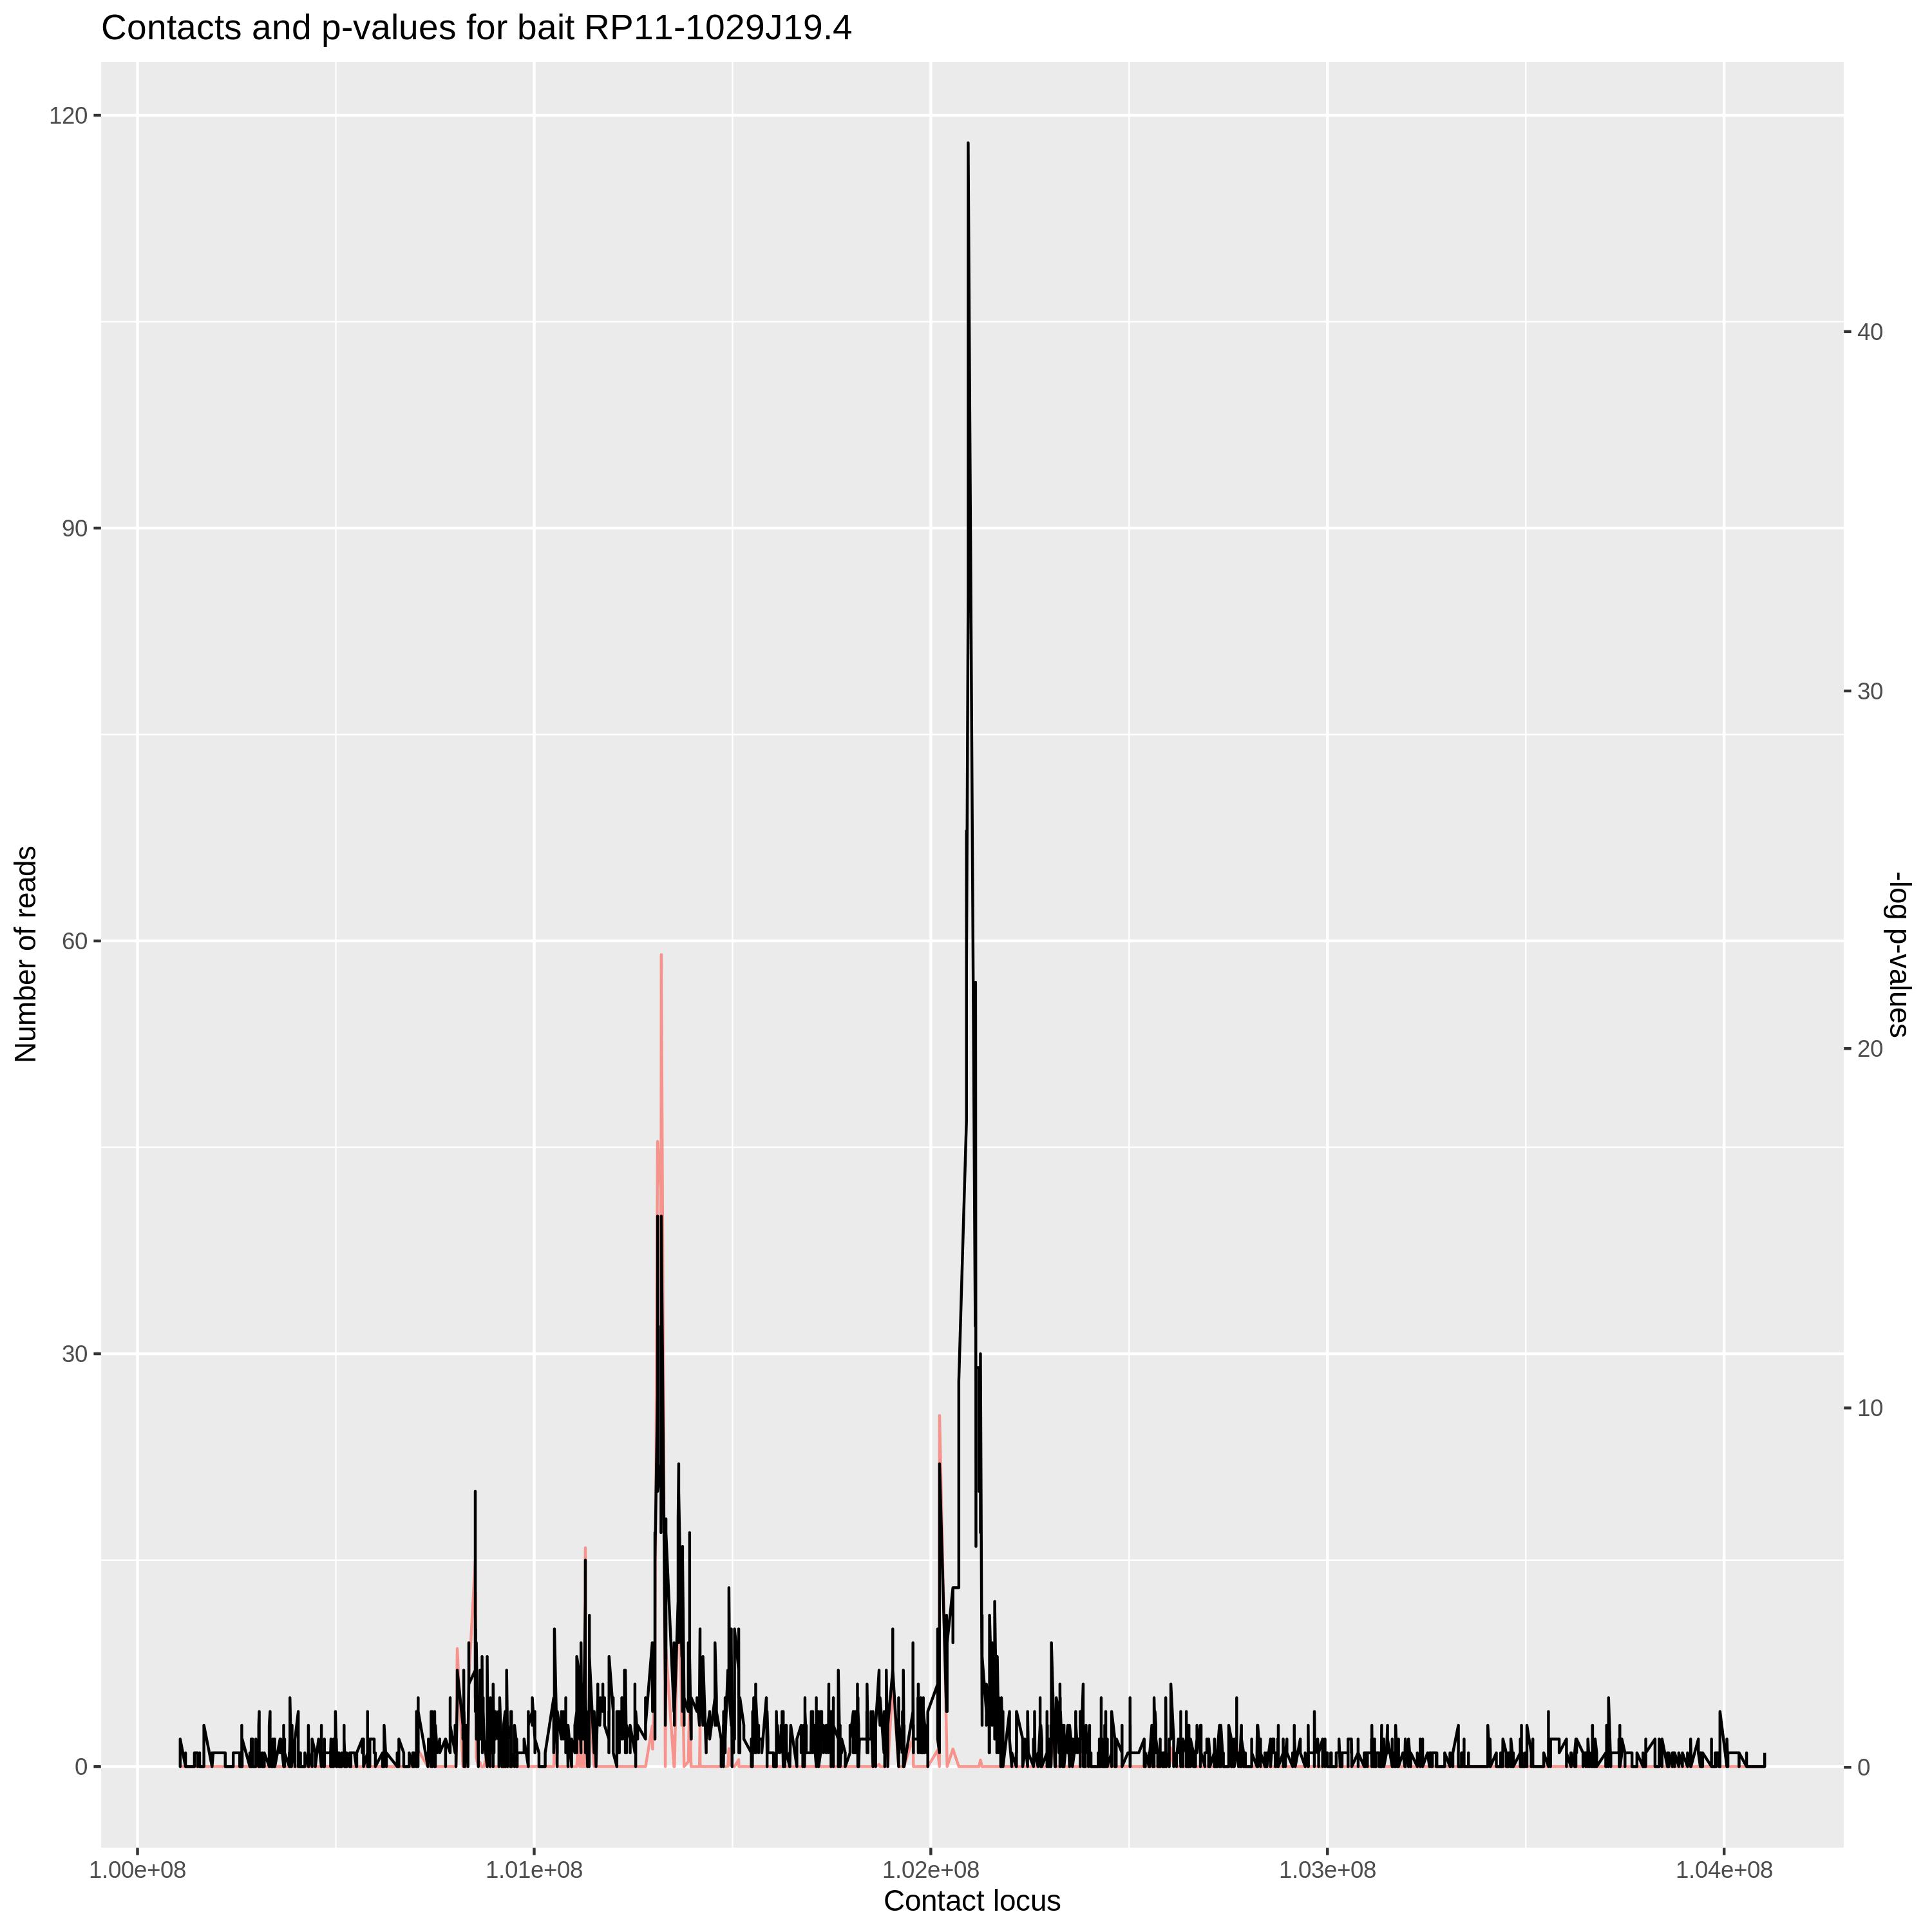 Contacts and p-values for bait RP11-1029J19.4
120
90
60
30
0
Number of reads
40
30
20
10
0
-log p-values
1.00e+08
1.01e+08
1.02e+08
1.03e+08
1.04e+08
Contact locus